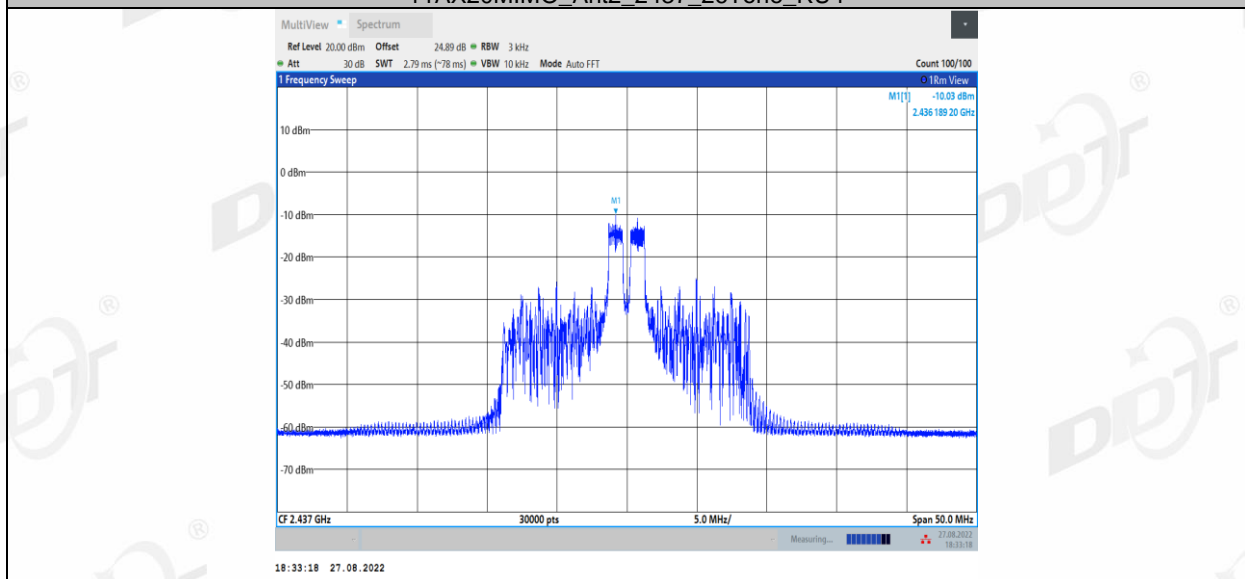 MultiView Spectrum
Ref Level 20.00 dBm Offset 24.89 dB RBW 3 kHz
Att 30 dB SWT 2.79 ms (~78 ms) VBW 10 kHz Mode Auto FFT Count 100/100
1 Frequency Sweep 1Rm View
M1[1] -10.03 dBm
2.436 189 20 GHz
10 dBm
0 dBm
M1
-10 dBm
-20 dBm
-30 dBm
-40 dBm
-50 dBm
-60 dBm
-70 dBm
CF 2.437 GHz 30000 pts 5.0 MHz/ Span 50.0 MHz
Measuring... 27.08.2022
18:33:18
18:33:18 27.08.2022
DDT
®